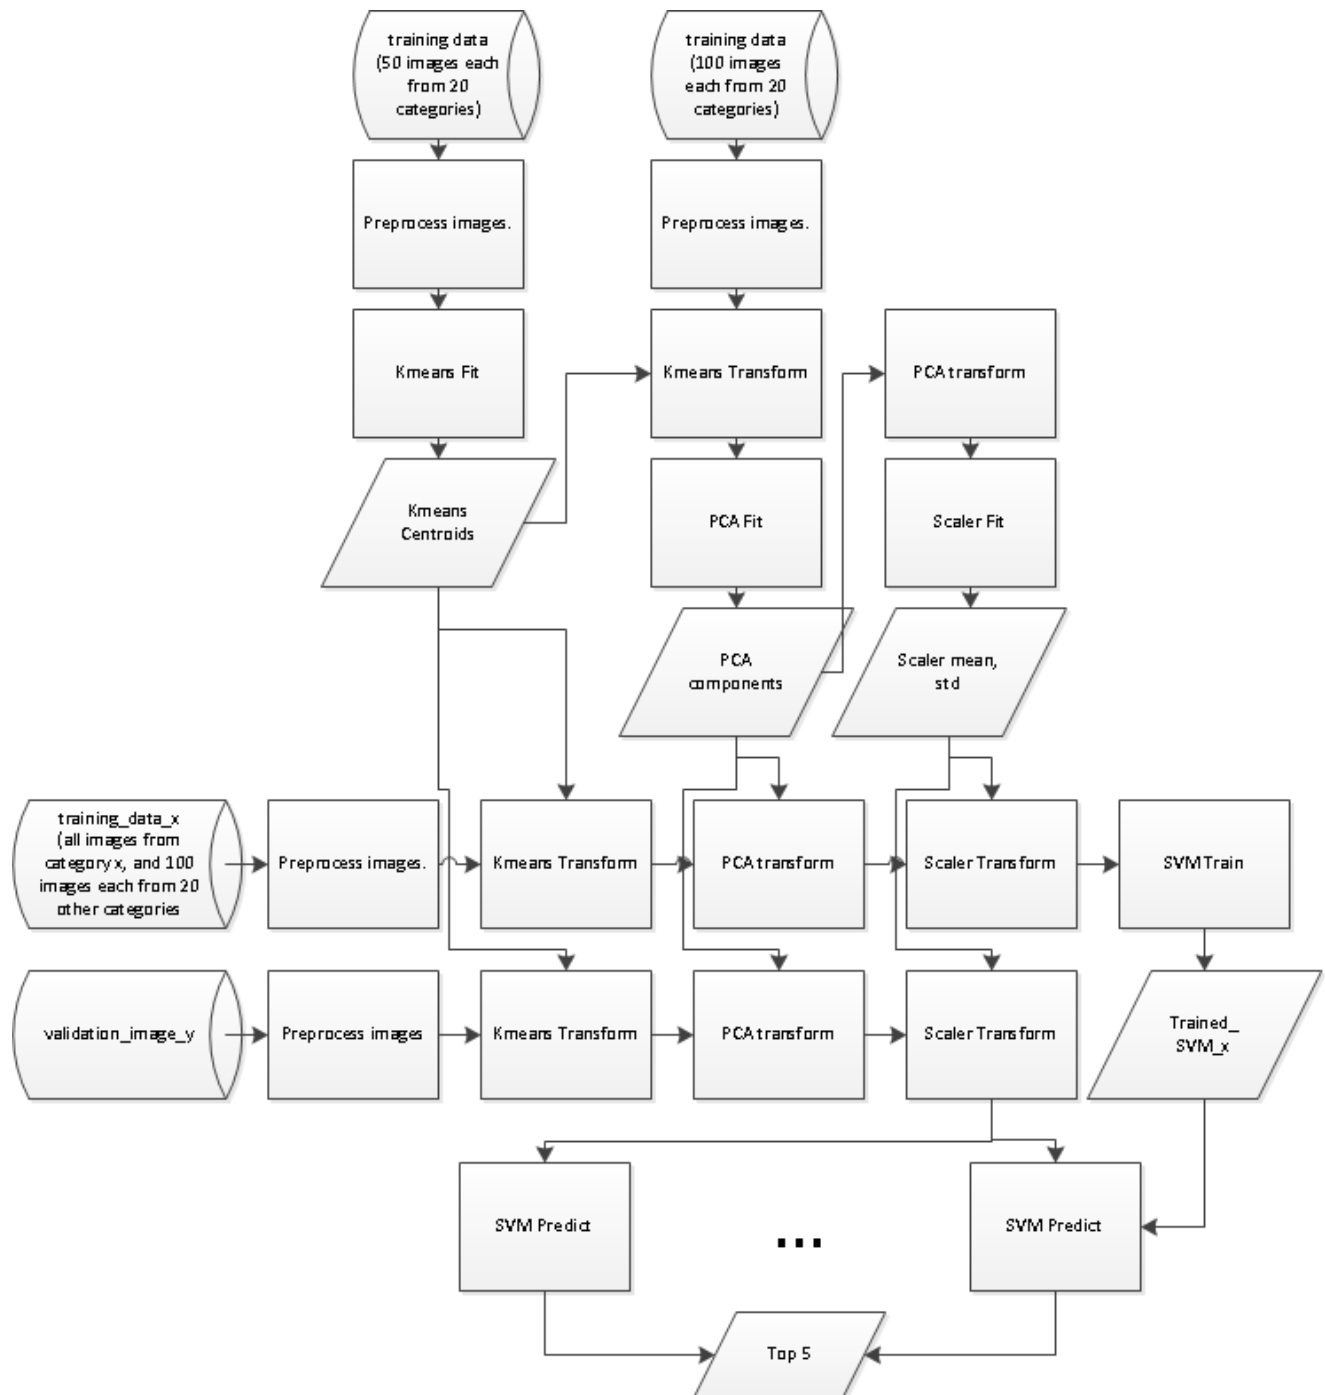 training data
(50 images each
from 20
categories)
training data
(100 images
each from 20
categories)
Preprocess images.
Preprocess images.
Kmeans Fit
Kmeans Transform
PCA transform
Kmeans
Centroids
PCA Fit
Scaler Fit
PCA
components
Scaler mean,
std
training_data_x
(all images from
category x, and 100
images each from 20
other categories
Preprocess images.
Kmeans Transform
PCA transform
Scaler Transform
SVM Train
validation_image_y
Preprocess images
Kmeans Transform
PCA transform
Scaler Transform
Trained_
SVM_x
SVM Predict
...
SVM Predict
Top 5